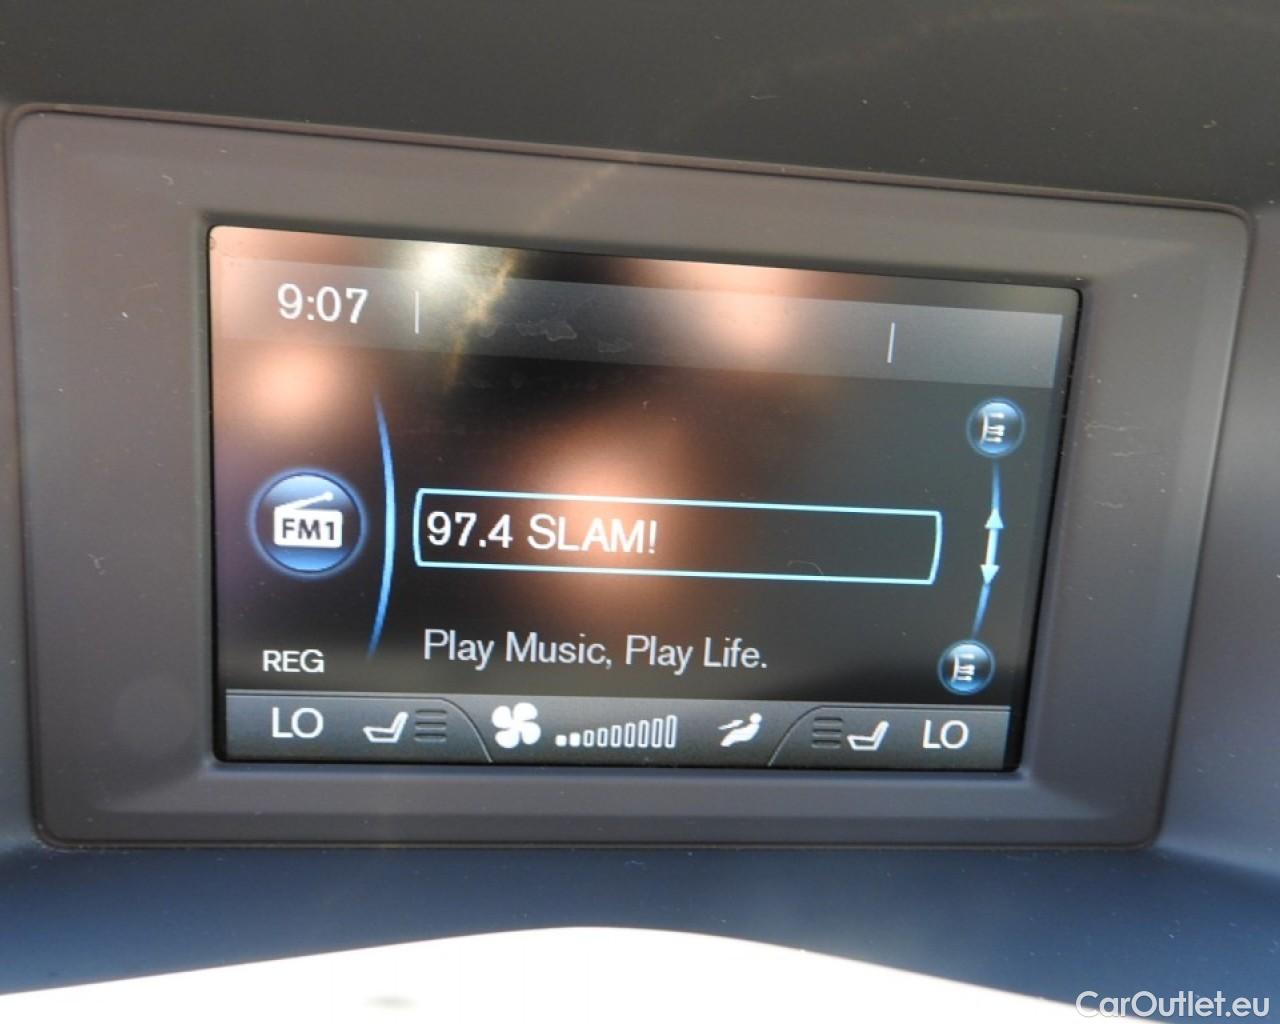 9:07
FM1
97.4 SLAM!
Play Music, Play Life.
REG
LO
LO
CarOutlet.eu